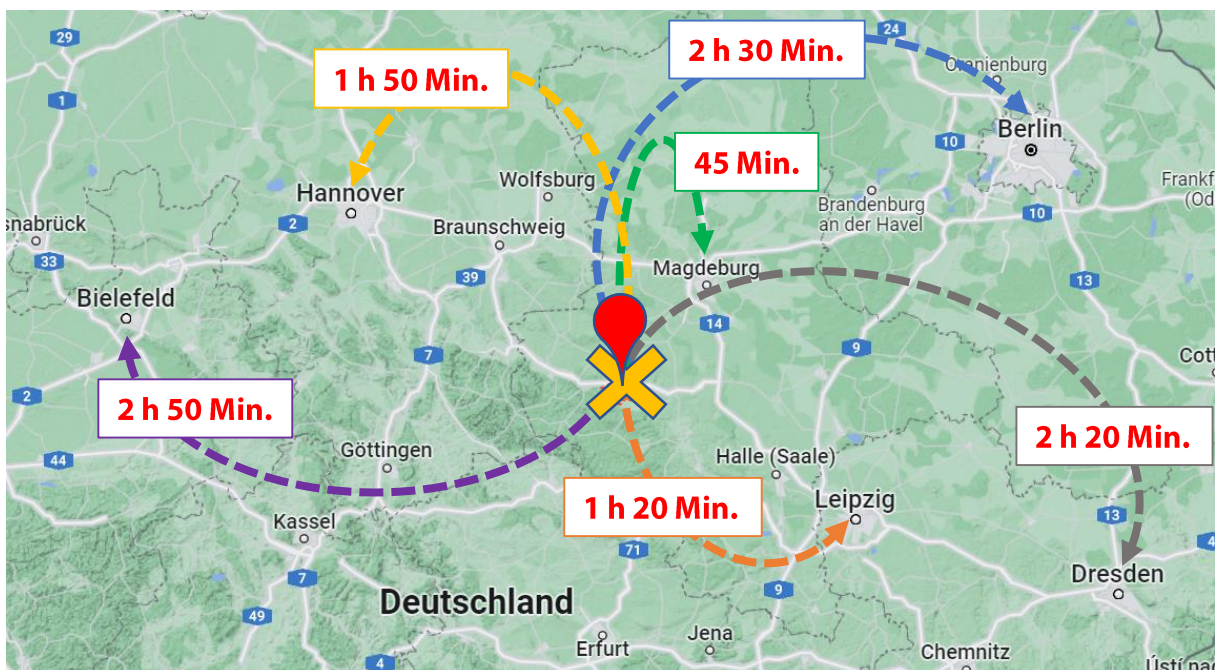 29
24
2 h 30 Min.
1 h 50 Min.
Oranienburg
1
Berlin
10
45 Min.
Wolfsburg
Hannover
Brandenburg
an der Havel
Frankf
(Od
10
2
Braunschweig
snabrück
33
39
Magdeburg
13
Bielefeld
14
7
9
Cott
2
2 h 50 Min.
2 h 20 Min.
Göttingen
44
Halle (Saale)
Leipzig
1 h 20 Min.
13
Kassel
71
4
7
9
Dresden
49
Deutschland
Erfurt
Jena
4
Chemnitz
Ústí na